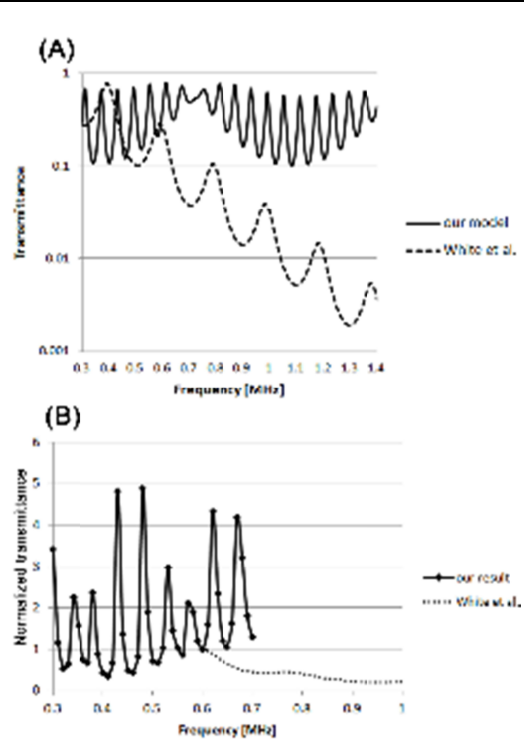 (A)
1
0.1
0.01
0.001
Transmittance
0.3 0.4 0.5 0.6 0.7 0.8 0.9 1 1.1 1.2 1.3 1.4
Frequency [MHz]
our model
White et al.
(B)
6
5
4
3
2
1
0
Normarized transmittance
0.3 0.4 0.5 0.6 0.7 0.8 0.9 1
Frequency [MHz]
our result
White et al.